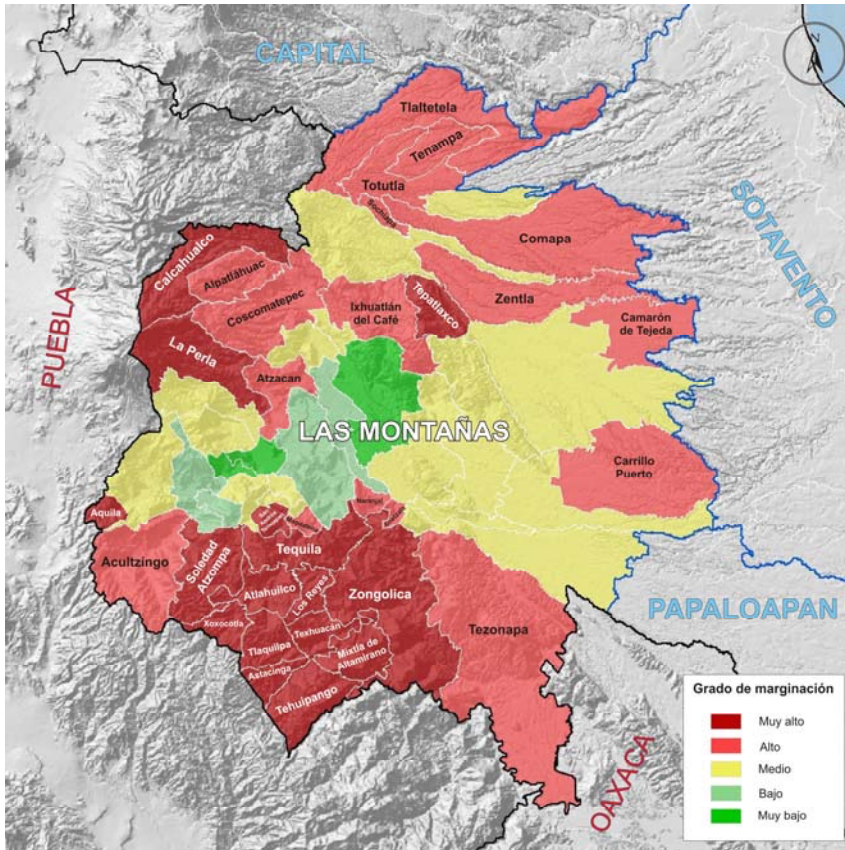 CAPITAL
N
Tlaltetela
Tenampa
Totutla
SOTAVENTO
Comapa
Calcahualco
Alpatláhuac
Coscomatepec
Ixhuatlán
del Café
Tepatlaxco
Zentla
Camarón
de Tejeda
PUEBLA
La Perla
Atzacan
LAS MONTAÑAS
Carrillo
Puerto
Aquila
Naranjal
Acultzingo
Soledad
Atzompa
Tequila
Atlahuilco
Los Reyes
Zongolica
Xoxocotla
Texhuacán
Tlaquilpa
Mixtla de
Altamirano
Astacinga
Tehuipango
Tezonapa
PAPALOAPAN
OAXACA
Grado de marginación
Muy alto
Alto
Medio
Bajo
Muy bajo